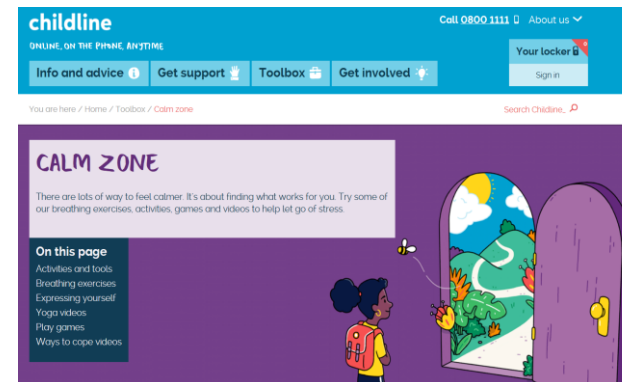 childline
Call 0800 1111
About us
ONLINE, ON THE PHONE, ANYTIME
Your locker
Sign in
Info and advice
Get support
Toolbox
Get involved
You are here / Home / Toolbox / Calm zone
Search Childline_
CALM ZONE
There are lots of way to feel calmer. It's about finding what works for you. Try some of
our breathing exercises, activities, games and videos to help let go of stress.
On this page
Activities and tools
Breathing exercises
Expressing yourself
Yoga videos
Play games
Ways to cope videos